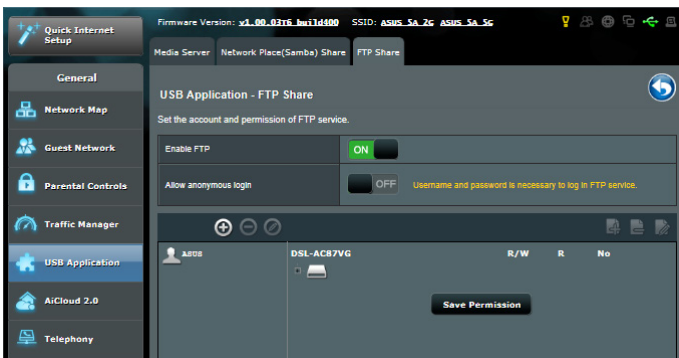 Quick Internet
Setup
Firmware Version: v1.00.03T6 build400 SSID: ASUS_5A_2G ASUS_5A_5G
Media Server Network Place(Samba) Share FTP Share
General
Network Map
Guest Network
Parental Controls
Traffic Manager
USB Application
AiCloud 2.0
Telephony
USB Application - FTP Share
Set the account and permission of FTP service.
Enable FTP ON
Allow anonymous login OFF Username and password is necessary to log in FTP service.
ASUS DSL-AC87VG R/W R No
Save Permission